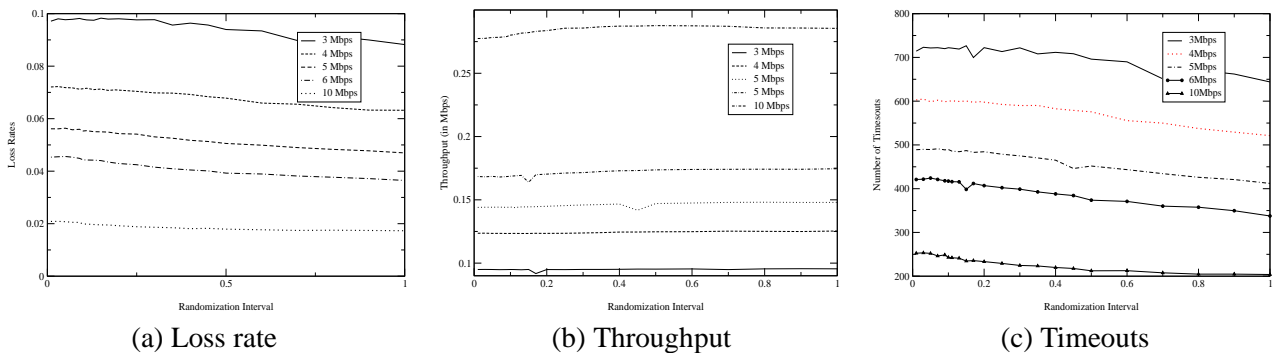 0.1
0.08
0.06
0.04
0.02
0
Loss Rates
0
0.5
1
Randomization Interval
3 Mbps
4 Mbps
5 Mbps
6 Mbps
10 Mbps
(a) Loss rate
0.25
0.2
0.15
0.1
Throughput (in Mbps)
0
0.2
0.4
0.6
0.8
1
Randomization Interval
3 Mbps
4 Mbps
5 Mbps
5 Mbps
10 Mbps
(b) Throughput
800
700
600
500
400
300
200
Number of Timesouts
0
0.2
0.4
0.6
0.8
1
Randomization Interval
3Mbps
4Mbps
5Mbps
6Mbps
10Mbps
(c) Timeouts